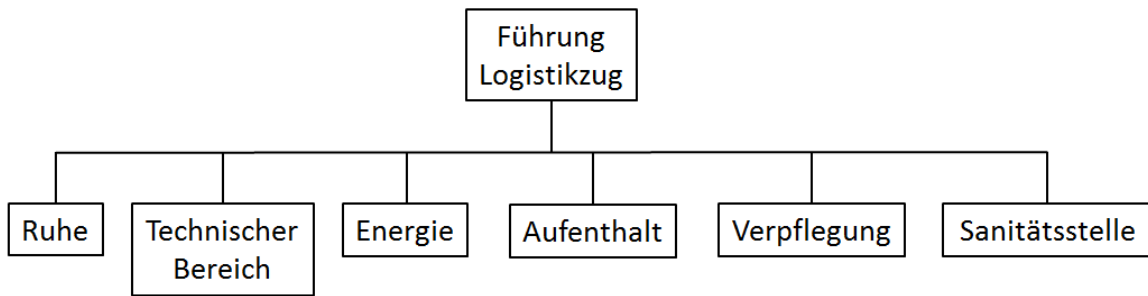 Führung
Logistikzug
Ruhe
Technischer
Bereich
Energie
Aufenthalt
Verpflegung
Sanitätsstelle